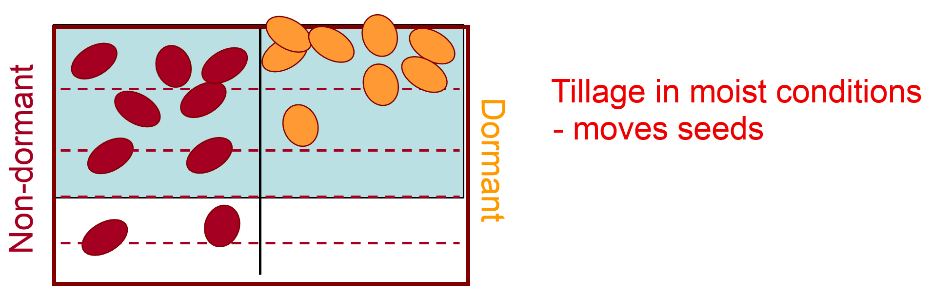 Non-dormant
Dormant
Tillage in moist conditions
- moves seeds